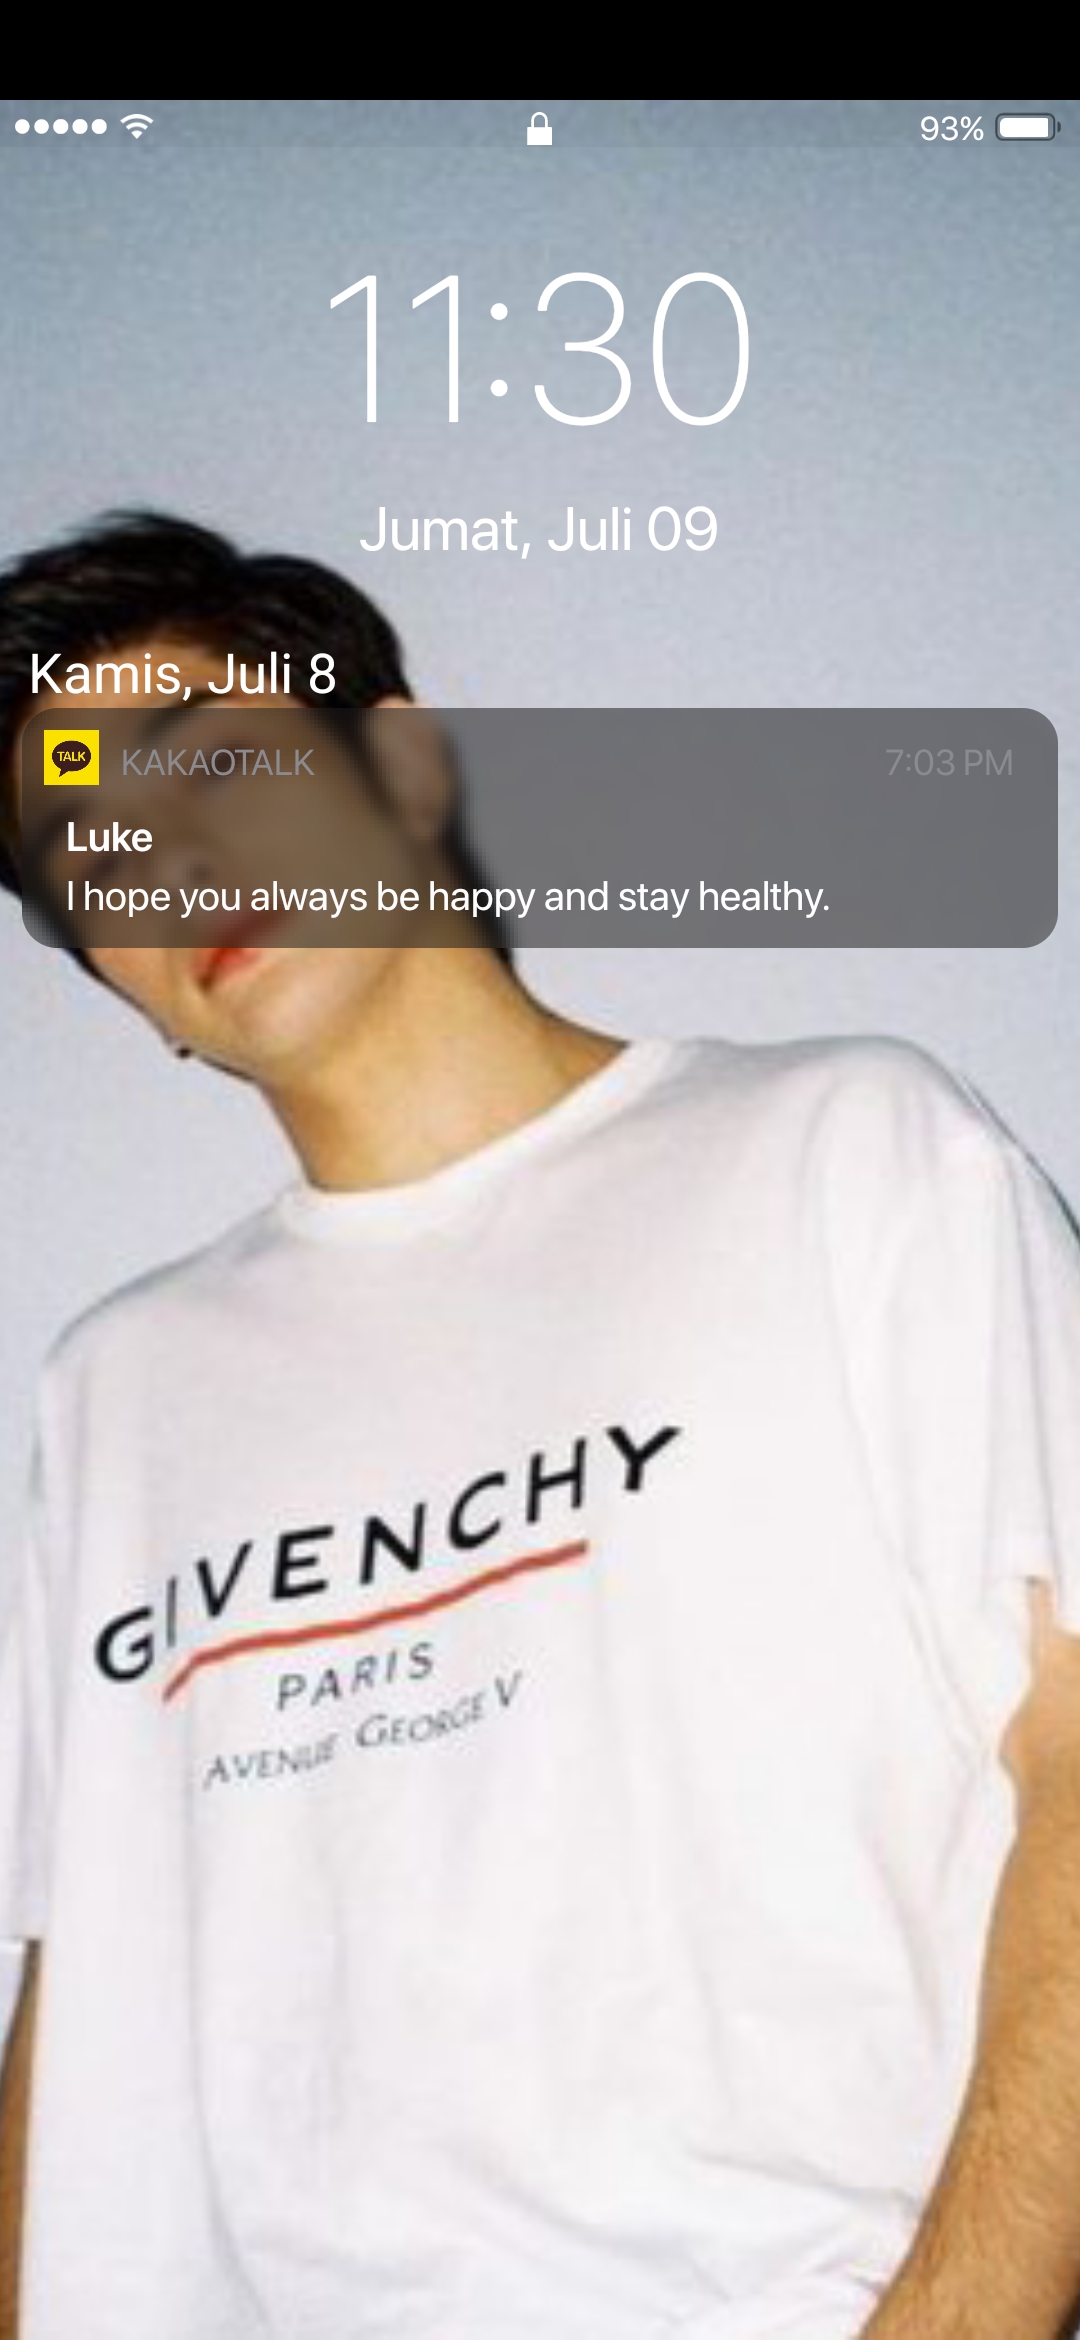 93%
11:30
Jumat, Juli 09
Kamis, Juli 8
TALK KAKAOTALK 7:03 PM
Luke
I hope you always be happy and stay healthy.
GIVENCHY
PARIS
AVENUE GEORGE V